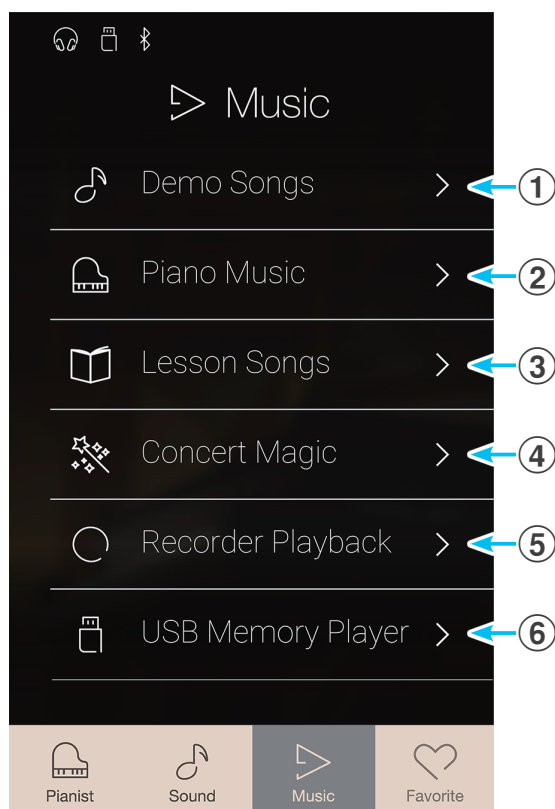 Music
Demo Songs
1
Piano Music
2
Lesson Songs
3
Concert Magic
4
Recorder Playback
5
USB Memory Player
6
Pianist
Sound
Music
Favorite